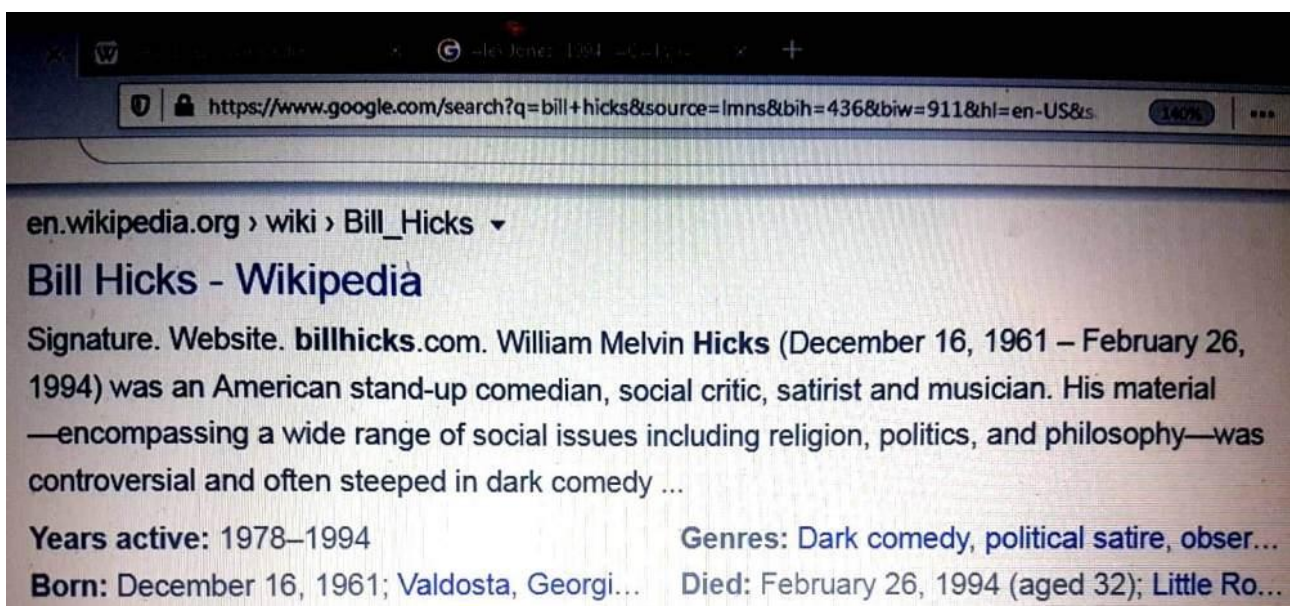 https://www.google.com/search?q=bill+hicks&source=lmns&bih=436&biw=911&hl=en-US&s
140%
en.wikipedia.org › wiki › Bill_Hicks
Bill Hicks - Wikipedia
Signature. Website. billhicks.com. William Melvin Hicks (December 16, 1961 – February 26,
1994) was an American stand-up comedian, social critic, satirist and musician. His material
—encompassing a wide range of social issues including religion, politics, and philosophy—was
controversial and often steeped in dark comedy ...
Years active: 1978–1994 Genres: Dark comedy, political satire, obser...
Born: December 16, 1961; Valdosta, Georgi... Died: February 26, 1994 (aged 32); Little Ro...